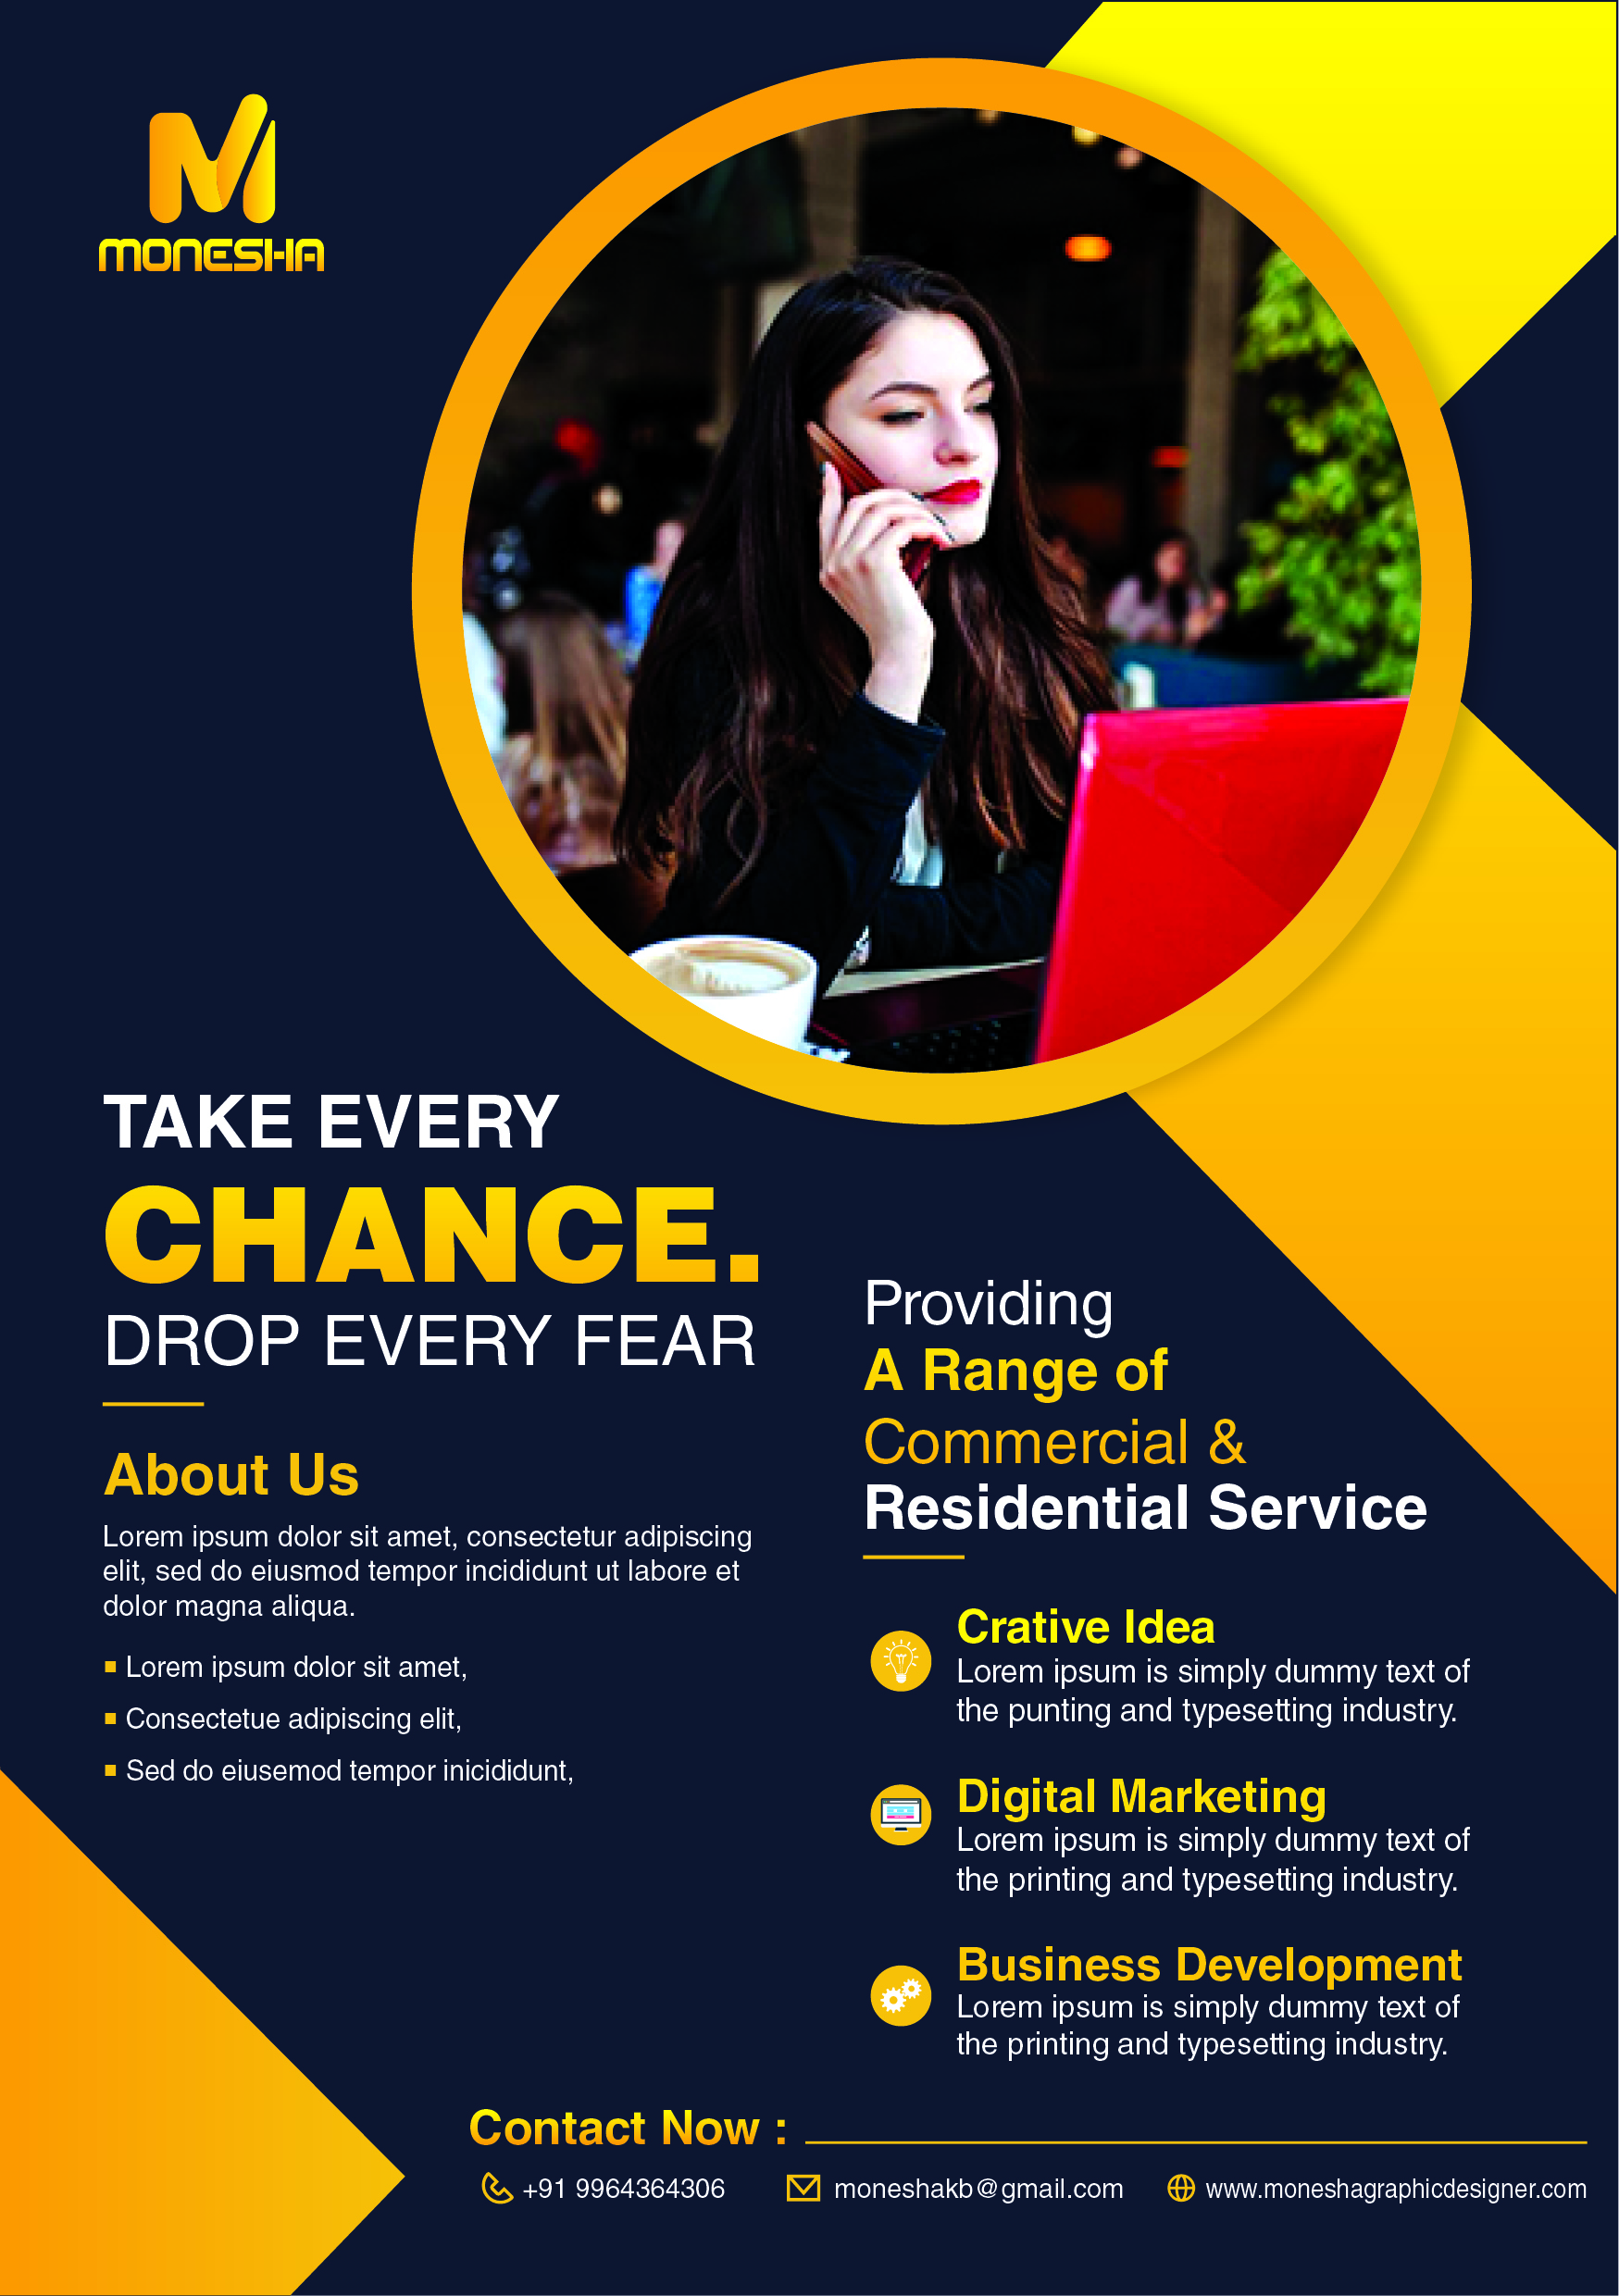 MONESHA
TAKE EVERY
CHANCE.
DROP EVERY FEAR
About Us
Lorem ipsum dolor sit amet, consectetur adipiscing
elit, sed do eiusmod tempor incididunt ut labore et
dolor magna aliqua.
Lorem ipsum dolor sit amet,
Consectetue adipiscing elit,
Sed do eiusemod tempor inicididunt,
Providing
A Range of
Commercial &
Residential Service
Crative Idea
Lorem ipsum is simply dummy text of
the punting and typesetting industry.
Digital Marketing
Lorem ipsum is simply dummy text of
the printing and typesetting industry.
Business Development
Lorem ipsum is simply dummy text of
the printing and typesetting industry.
Contact Now :
+91 9964364306
moneshakb@gmail.com
www.moneshagraphicdesigner.com